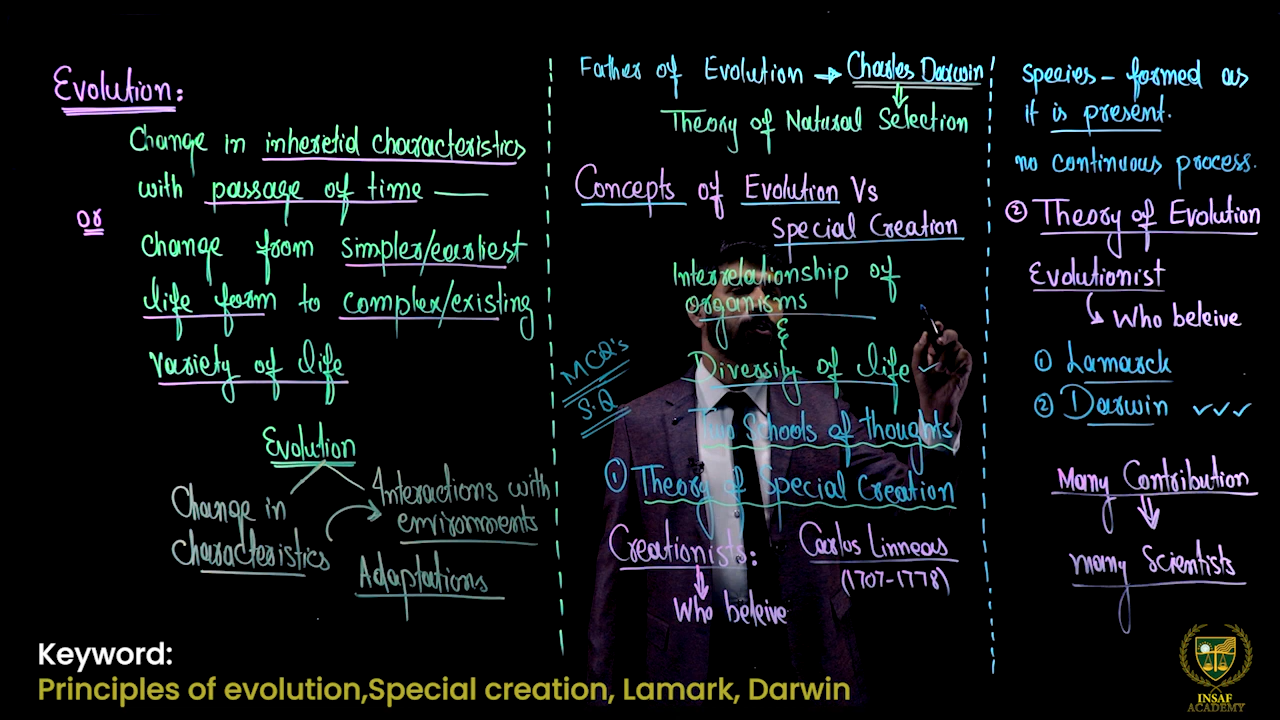 Evolution:
Change in inheretid characteristics
with passage of time —
or
Change from simpler/earliest
life form to complex/existing
variety of life
Evolution
Change in
characteristics
Interactions with
environments
Adaptations
Father of Evolution → Charles Darwin
Theory of Natural Selection
Concepts of Evolution Vs
Special Creation
Interrelationship of
organisms
&
Diversity of life ✓
MCQ's
S.Q
Two Schools of thoughts
① Theory of Special Creation
Creationists:
Who beleive
Carlus Linneas
(1707-1778)
Species - formed as
it is present.
no continuous process.
② Theory of Evolution
Evolutionist
↳ Who beleive
① Lamarck
② Darwin ✓✓✓
Many Contribution
many Scientists
Keyword:
Principles of evolution,Special creation, Lamark, Darwin
INSAF
ACADEMY